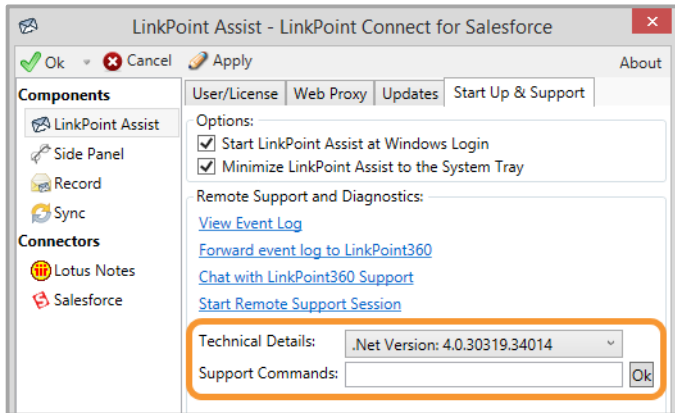 LinkPoint Assist - LinkPoint Connect for Salesforce
Ok Cancel Apply About
Components
LinkPoint Assist
Side Panel
Record
Sync
Connectors
Lotus Notes
Salesforce
User/License Web Proxy Updates Start Up & Support
Options:
Start LinkPoint Assist at Windows Login
Minimize LinkPoint Assist to the System Tray
Remote Support and Diagnostics:
View Event Log
Forward event log to LinkPoint360
Chat with LinkPoint360 Support
Start Remote Support Session
Technical Details: .Net Version: 4.0.30319.34014
Support Commands: Ok